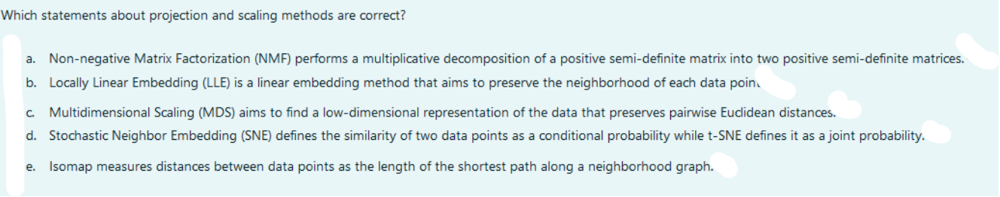 Which statements about projection and scaling methods are correct?
a. Non-negative Matrix Factorization (NMF) performs a multiplicative decomposition of a positive semi-definite matrix into two positive semi-definite matrices.
b. Locally Linear Embedding (LLE) is a linear embedding method that aims to preserve the neighborhood of each data point
c. Multidimensional Scaling (MDS) aims to find a low-dimensional representation of the data that preserves pairwise Euclidean distances.
d. Stochastic Neighbor Embedding (SNE) defines the similarity of two data points as a conditional probability while t-SNE defines it as a joint probability.
e. Isomap measures distances between data points as the length of the shortest path along a neighborhood graph.